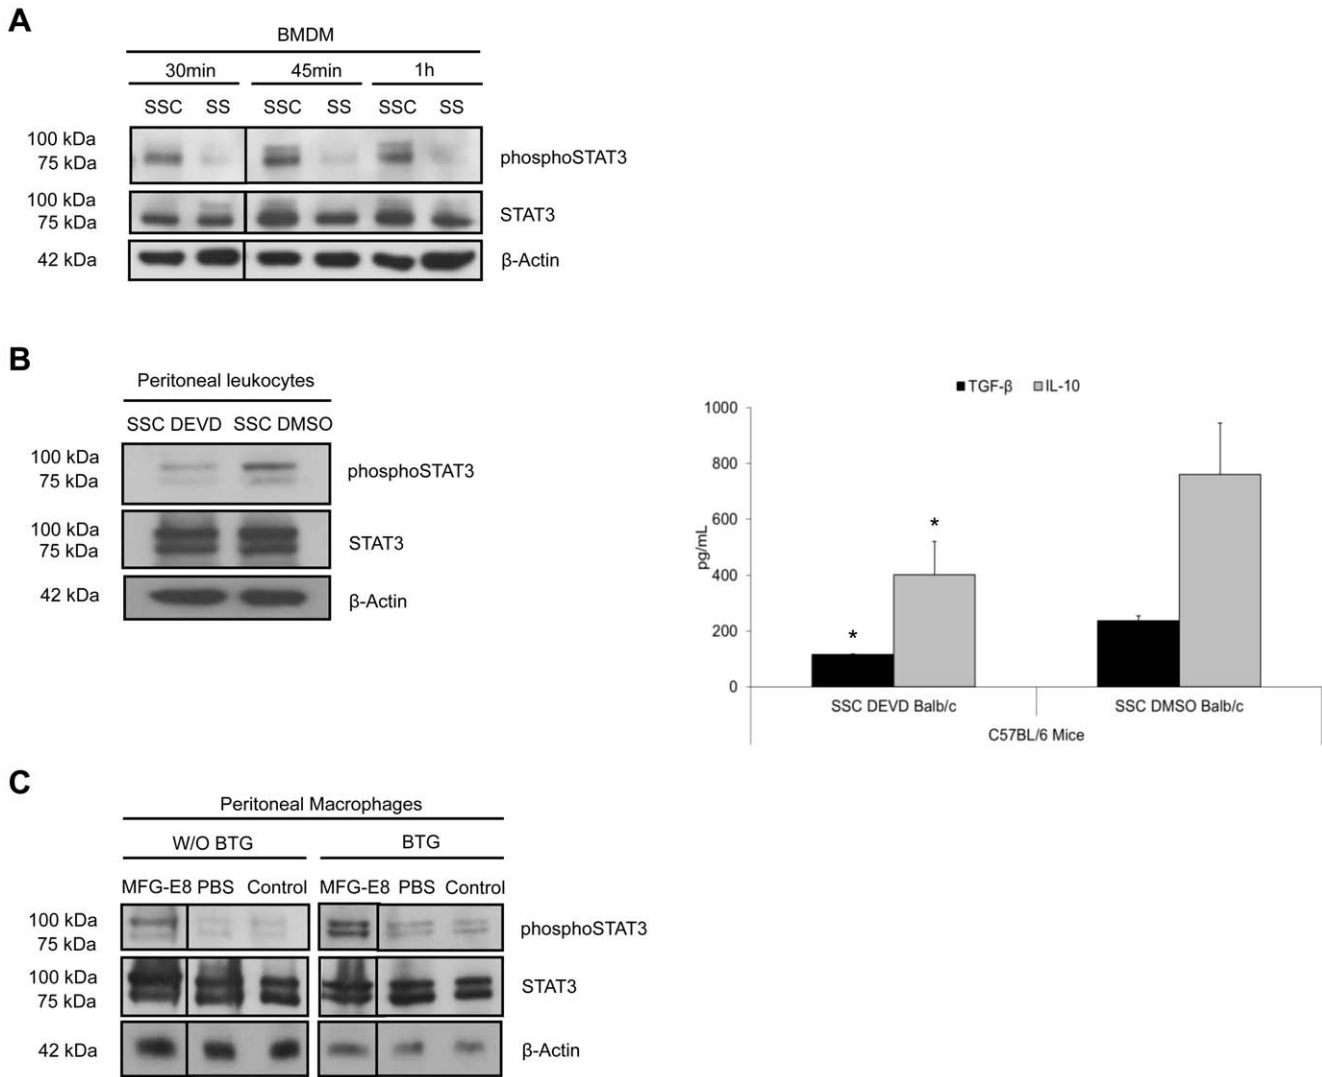 A
BMDM
30min 45min 1h
SSC SS SSC SS SSC SS
100 kDa
75 kDa
phosphoSTAT3
100 kDa
75 kDa
STAT3
42 kDa
β-Actin
B
Peritoneal leukocytes
SSC DEVD SSC DMSO
100 kDa
75 kDa
phosphoSTAT3
100 kDa
75 kDa
STAT3
42 kDa
β-Actin
TGF-β IL-10
1000
800
600
400
200
0
pg/mL
*
*
SSC DEVD Balb/c SSC DMSO Balb/c
C57BL/6 Mice
C
Peritoneal Macrophages
W/O BTG BTG
MFG-E8 PBS Control MFG-E8 PBS Control
100 kDa
75 kDa
phosphoSTAT3
100 kDa
75 kDa
STAT3
42 kDa
β-Actin